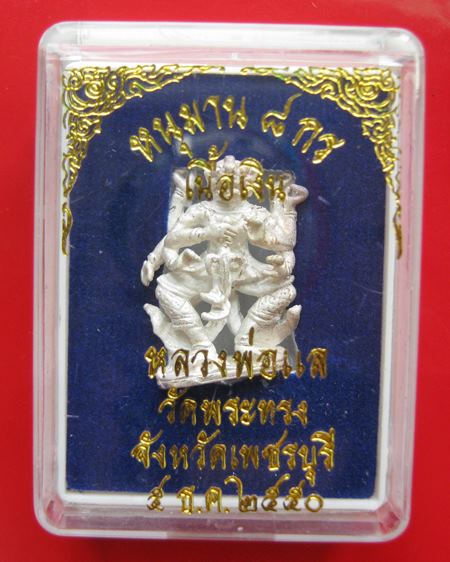 หนุมาน ๘ กร
เนื้อเงิน
หลวงพ่อแล
วัดพระทรง
จังหวัดเพชรบุรี
๕ ธ.ค. ๒๕๕๐